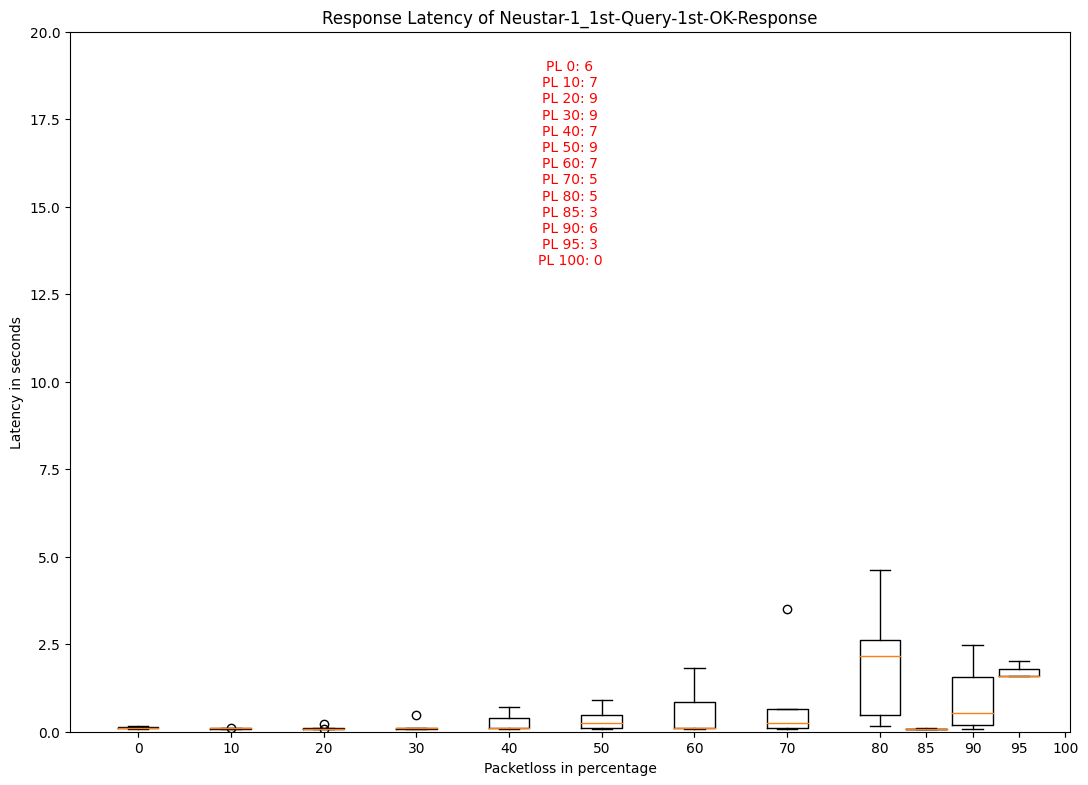 Response Latency of Neustar-1_1st-Query-1st-OK-Response
20.0
17.5
15.0
12.5
10.0
7.5
5.0
2.5
0.0
Latency in seconds
PL 0: 6
PL 10: 7
PL 20: 9
PL 30: 9
PL 40: 7
PL 50: 9
PL 60: 7
PL 70: 5
PL 80: 5
PL 85: 3
PL 90: 6
PL 95: 3
PL 100: 0
0 10 20 30 40 50 60 70 80 85 90 95 100
Packetloss in percentage